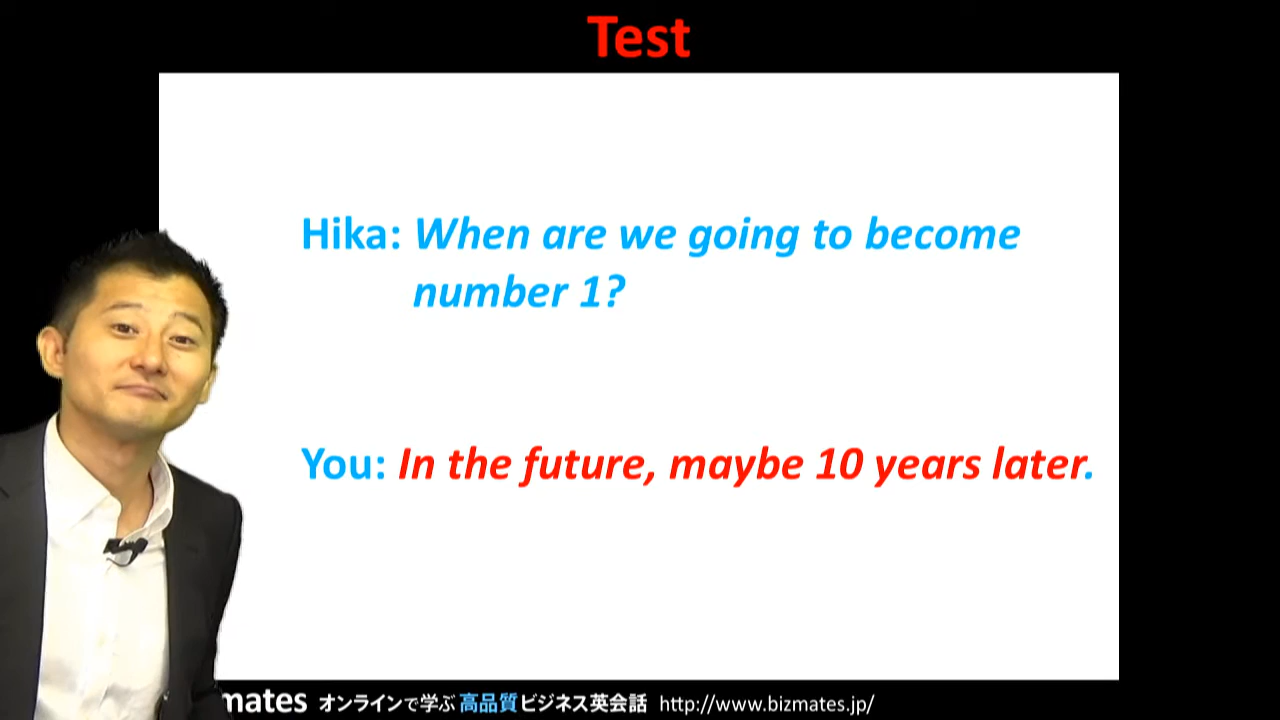 Test
Hika: When are we going to become
number 1?
You: In the future, maybe 10 years later.
mates オンラインで学ぶ高品質ビジネス英会話 http://www.bizmates.jp/